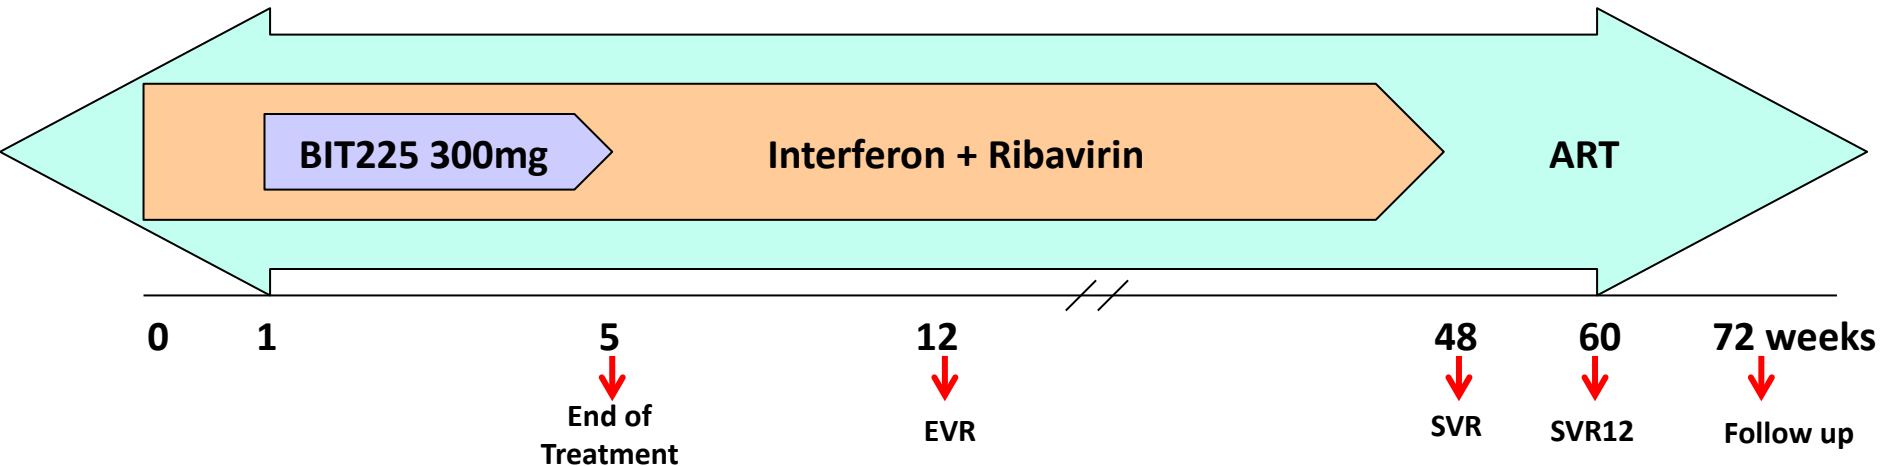 BIT225 300mg Interferon + Ribavirin ART
0 1 5 12 48 60 72 weeks
End of
Treatment
EVR
SVR
SVR12
Follow up